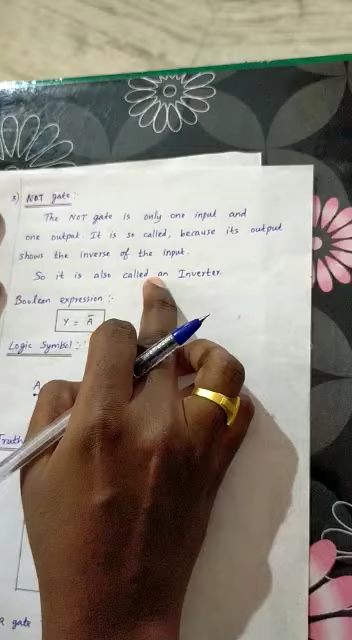 3) NOT gate:
The NOT gate is only one input and
one output. It is so called, because its output
shows the inverse of the input.
So it is also called an Inverter.
Boolean expression :-
Y = A̅
Logic Symbol :-
A
Truth
gate